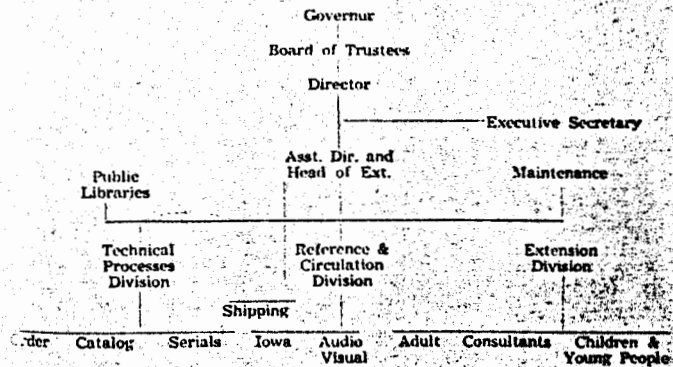 Governor
Board of Trustees
Director
Executive Secretary
Asst. Dir. and
Head of Ext.
Public
Libraries
Maintenance
Technical
Processes
Division
Reference &
Circulation
Division
Extension
Division
Shipping
Catalog Serials Iowa Audio
Visual
Adult Consultants Children &
Young People